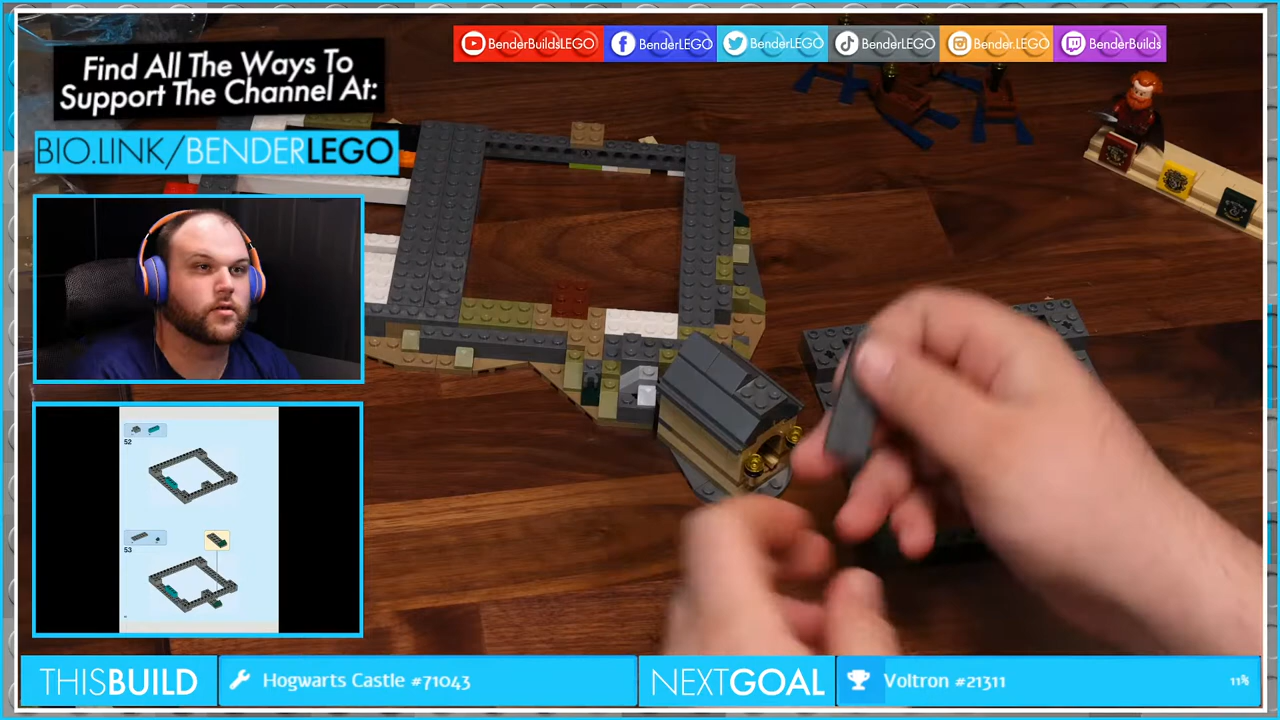 Find All The Ways To
Support The Channel At:
BIO.LINK/BENDERLEGO
BenderBuildsLEGO
BenderLEGO
BenderLEGO
BenderLEGO
Bender.LEGO
BenderBuilds
52
53
THISBUILD
Hogwarts Castle #71043
NEXTGOAL
Voltron #21311
11%